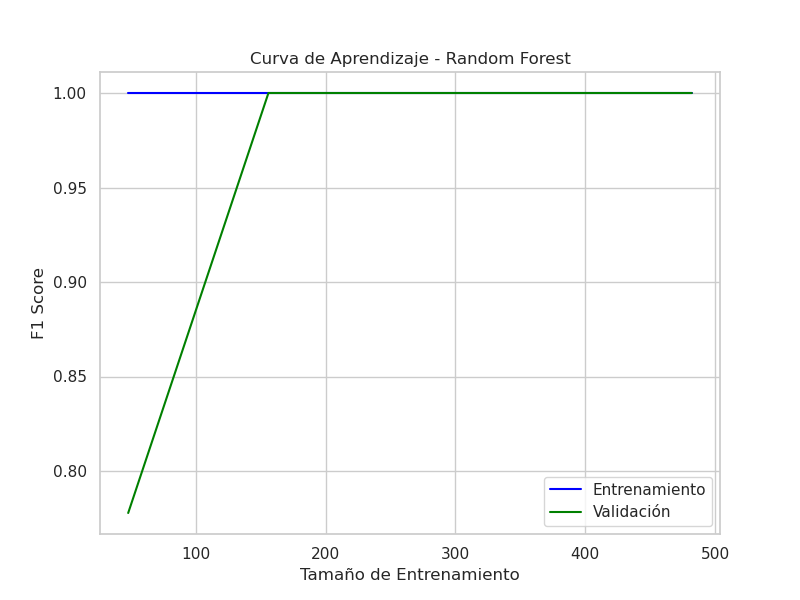 Curva de Aprendizaje - Random Forest
1.00
0.95
0.90
0.85
0.80
F1 Score
Entrenamiento
Validación
100 200 300 400 500
Tamaño de Entrenamiento